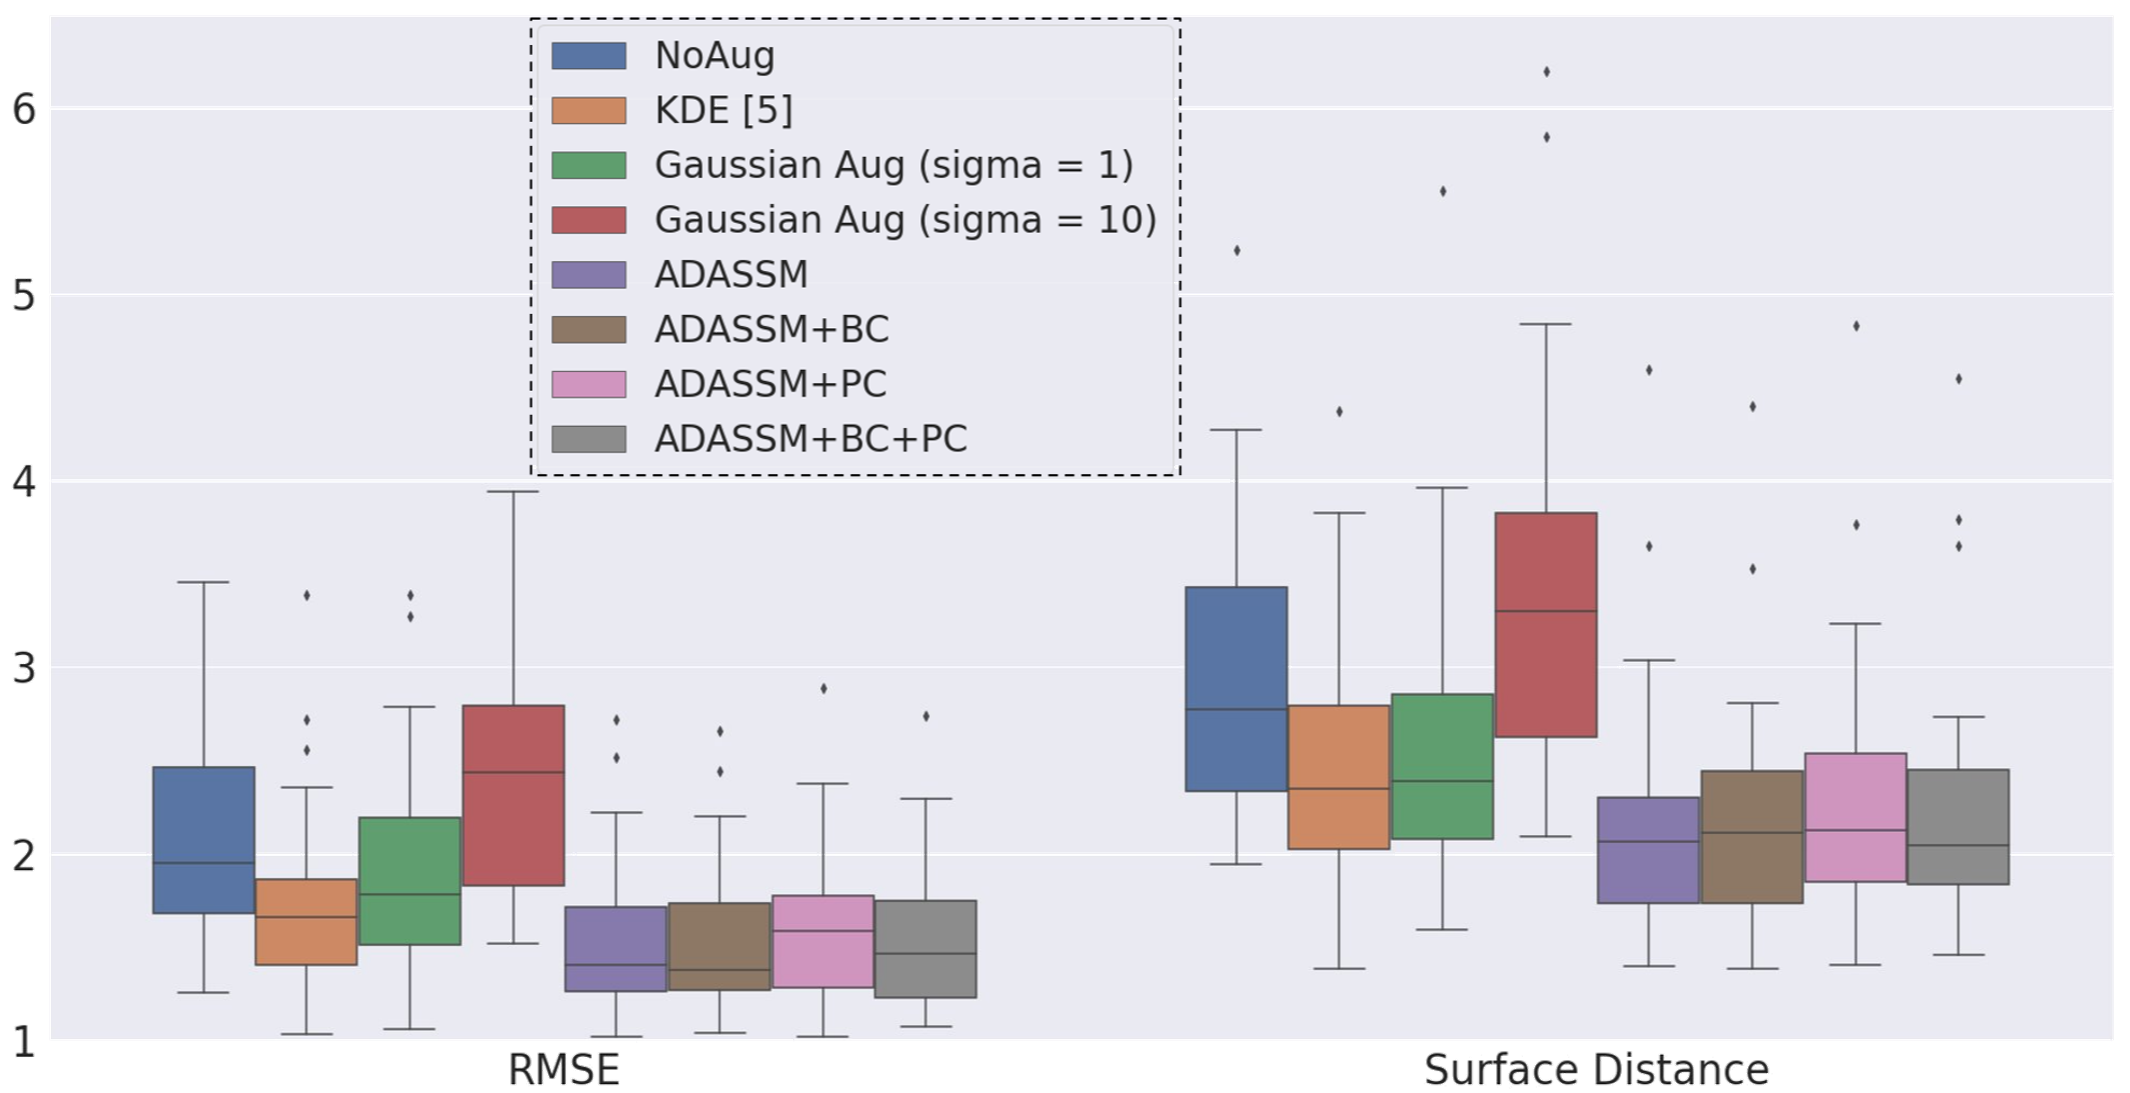 NoAug
KDE [5]
Gaussian Aug (sigma = 1)
Gaussian Aug (sigma = 10)
ADASSM
ADASSM+BC
ADASSM+PC
ADASSM+BC+PC
6
5
4
3
2
1
RMSE
Surface Distance